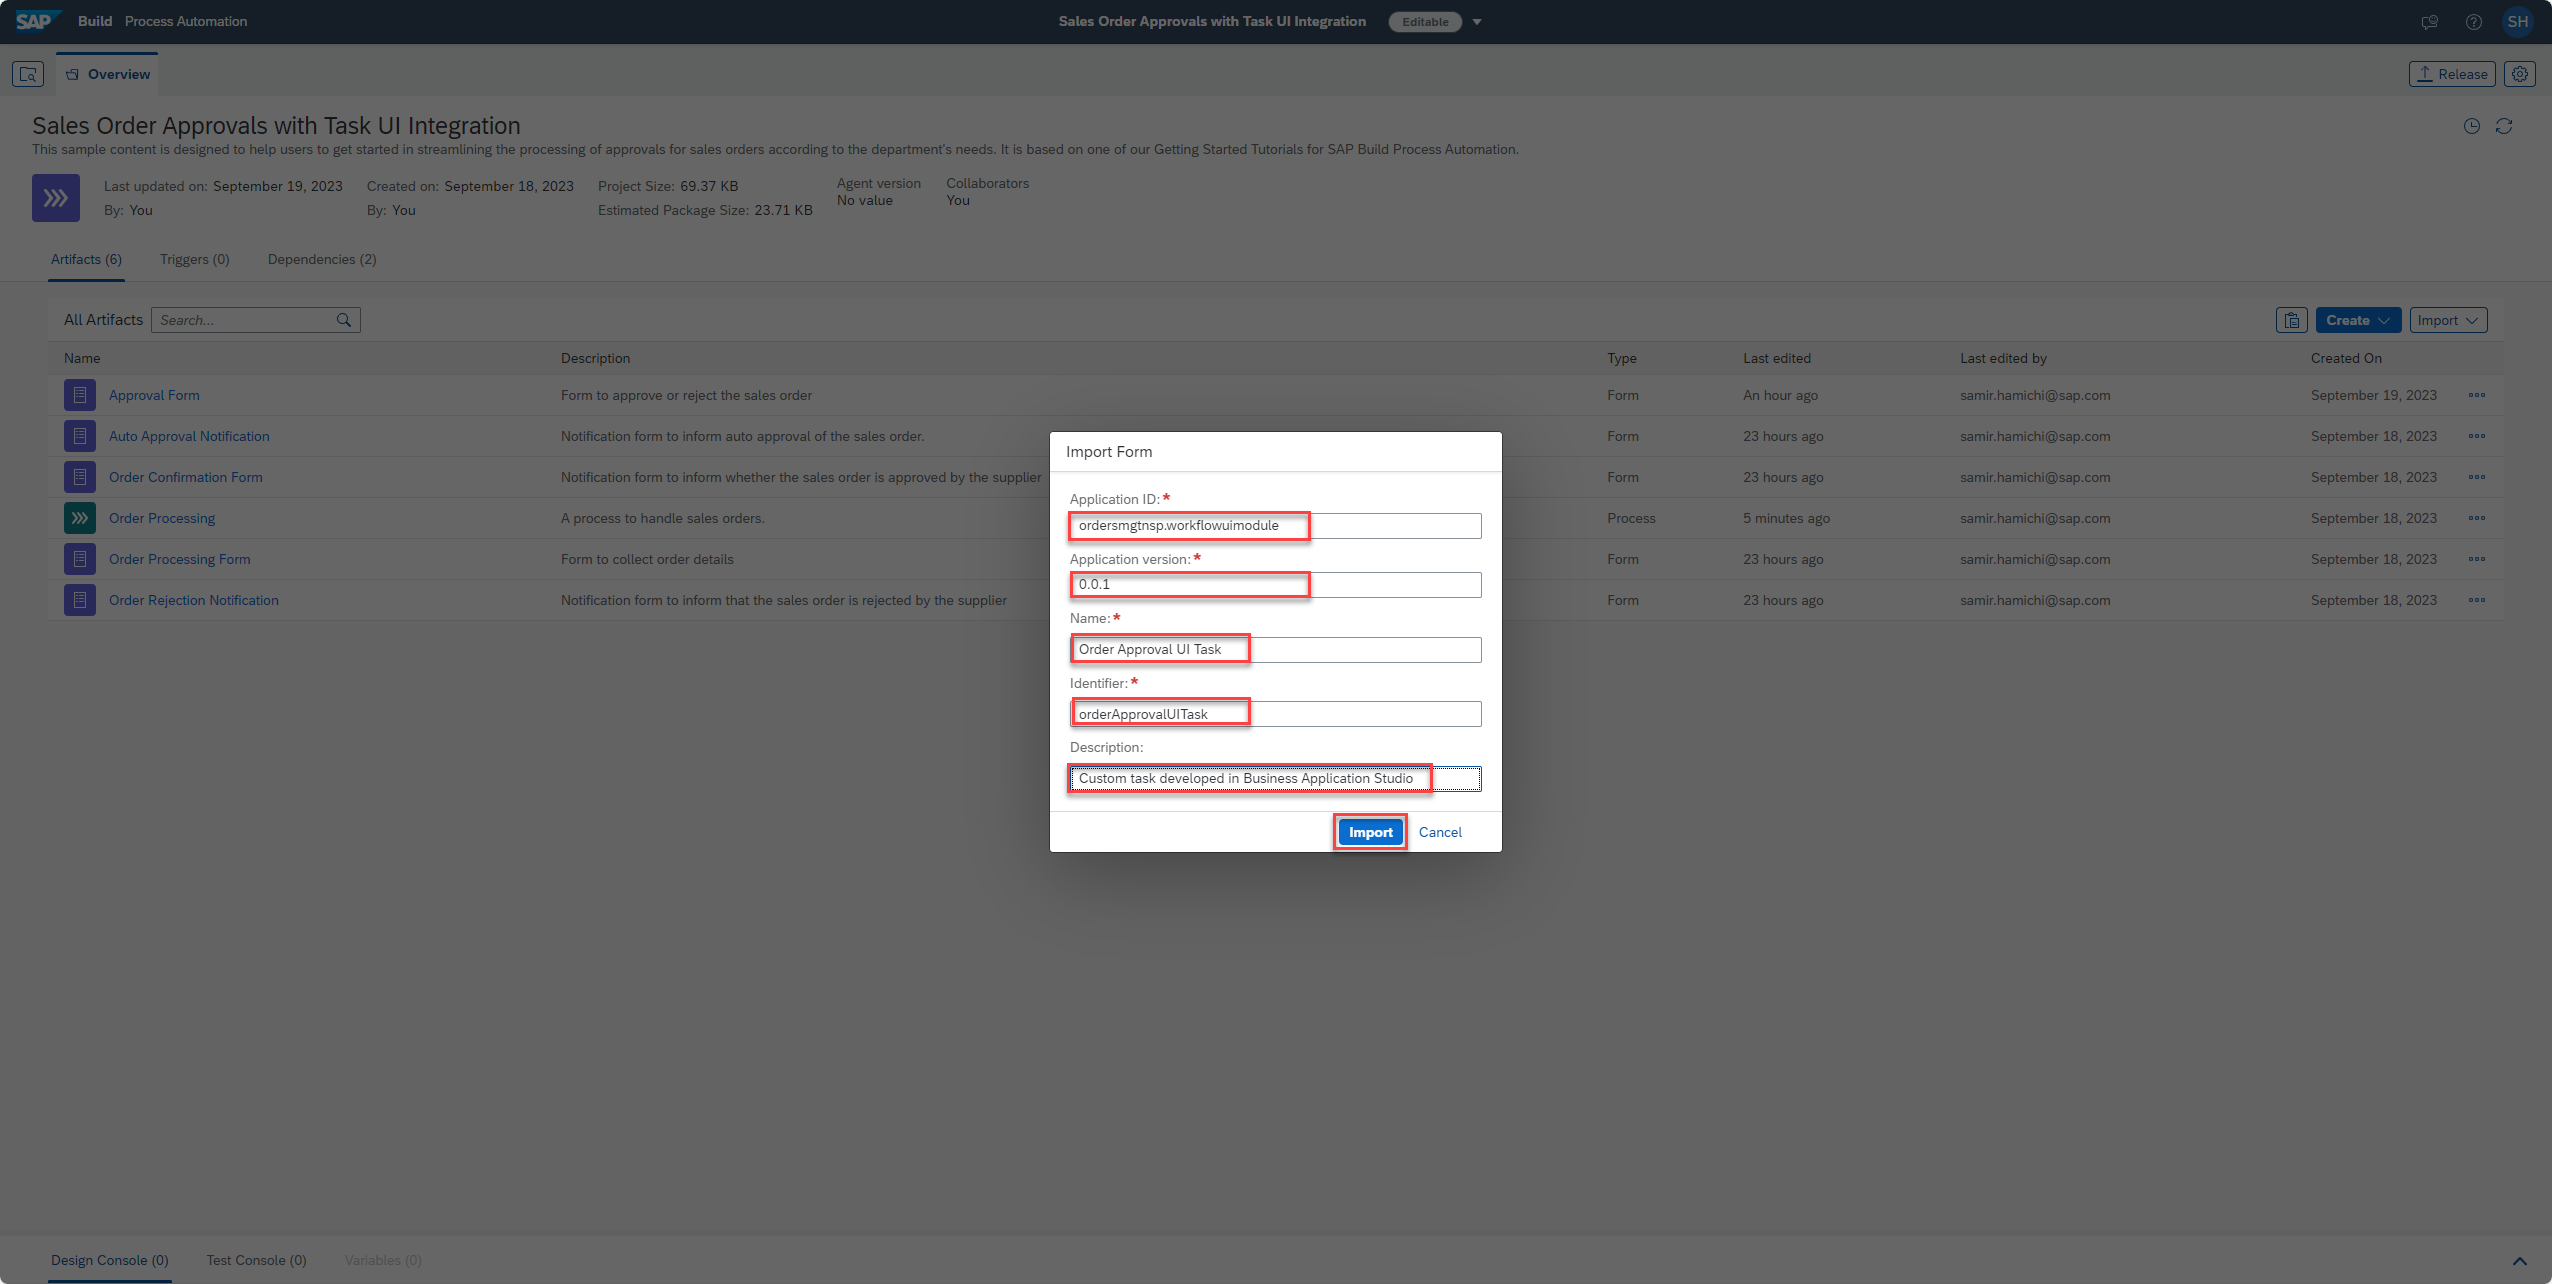 SAP Build Process Automation
Sales Order Approvals with Task UI Integration Editable
SH
Overview
Release
Sales Order Approvals with Task UI Integration
This sample content is designed to help users to get started in streamlining the processing of approvals for sales orders according to the department's needs. It is based on one of our Getting Started Tutorials for SAP Build Process Automation.
Last updated on: September 19, 2023 Created on: September 18, 2023 Project Size: 69.37 KB Agent version Collaborators
By: You By: You Estimated Package Size: 23.71 KB No value You
Artifacts (6) Triggers (0) Dependencies (2)
All Artifacts Search... Create Import
Name Description Type Last edited Last edited by Created On
Approval Form Form to approve or reject the sales order Form An hour ago samir.hamichi@sap.com September 19, 2023
Auto Approval Notification Notification form to inform auto approval of the sales order. Form 23 hours ago samir.hamichi@sap.com September 18, 2023
Order Confirmation Form Notification form to inform whether the sales order is approved by the supplier Form 23 hours ago samir.hamichi@sap.com September 18, 2023
Order Processing A process to handle sales orders. Process 5 minutes ago samir.hamichi@sap.com September 18, 2023
Order Processing Form Form to collect order details Form 23 hours ago samir.hamichi@sap.com September 18, 2023
Order Rejection Notification Notification form to inform that the sales order is rejected by the supplier Form 23 hours ago samir.hamichi@sap.com September 18, 2023
Import Form
Application ID:*
ordersmgtnsp.workflowuimodule
Application version:*
0.0.1
Name:*
Order Approval UI Task
Identifier:*
orderApprovalUITask
Description:
Custom task developed in Business Application Studio
Import Cancel
Design Console (0) Test Console (0) Variables (0)